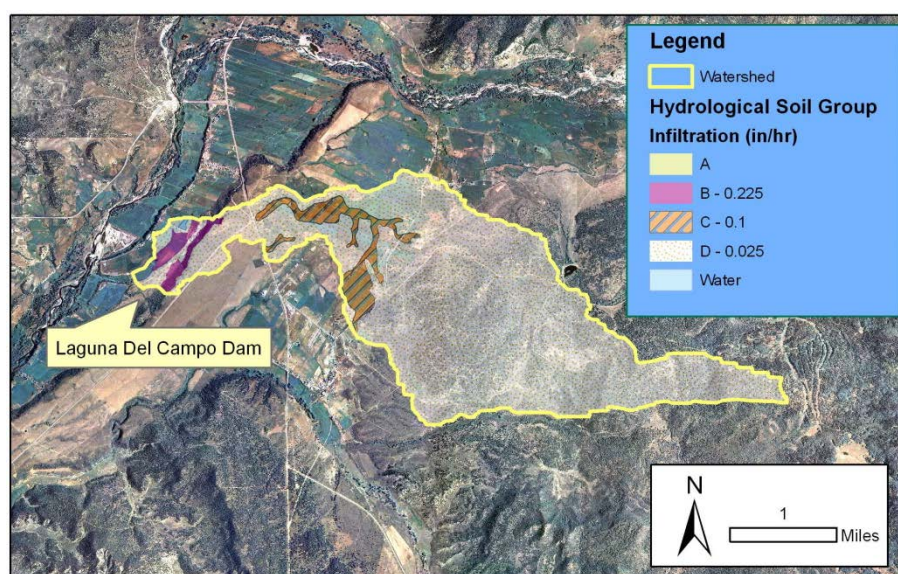 Legend
Watershed
Hydrological Soil Group
Infiltration (in/hr)
A
B - 0.225
C - 0.1
D - 0.025
Water
Laguna Del Campo Dam
N
1
Miles